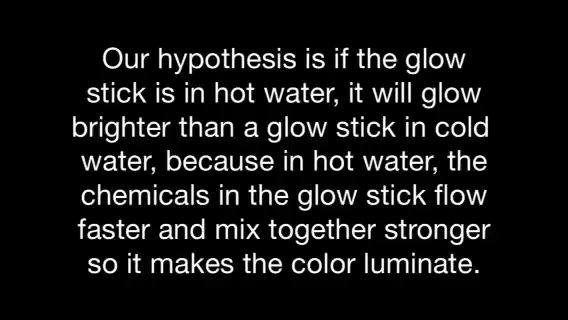 Our hypothesis is if the glow
stick is in hot water, it will glow
brighter than a glow stick in cold
water, because in hot water, the
chemicals in the glow stick flow
faster and mix together stronger
so it makes the color luminate.